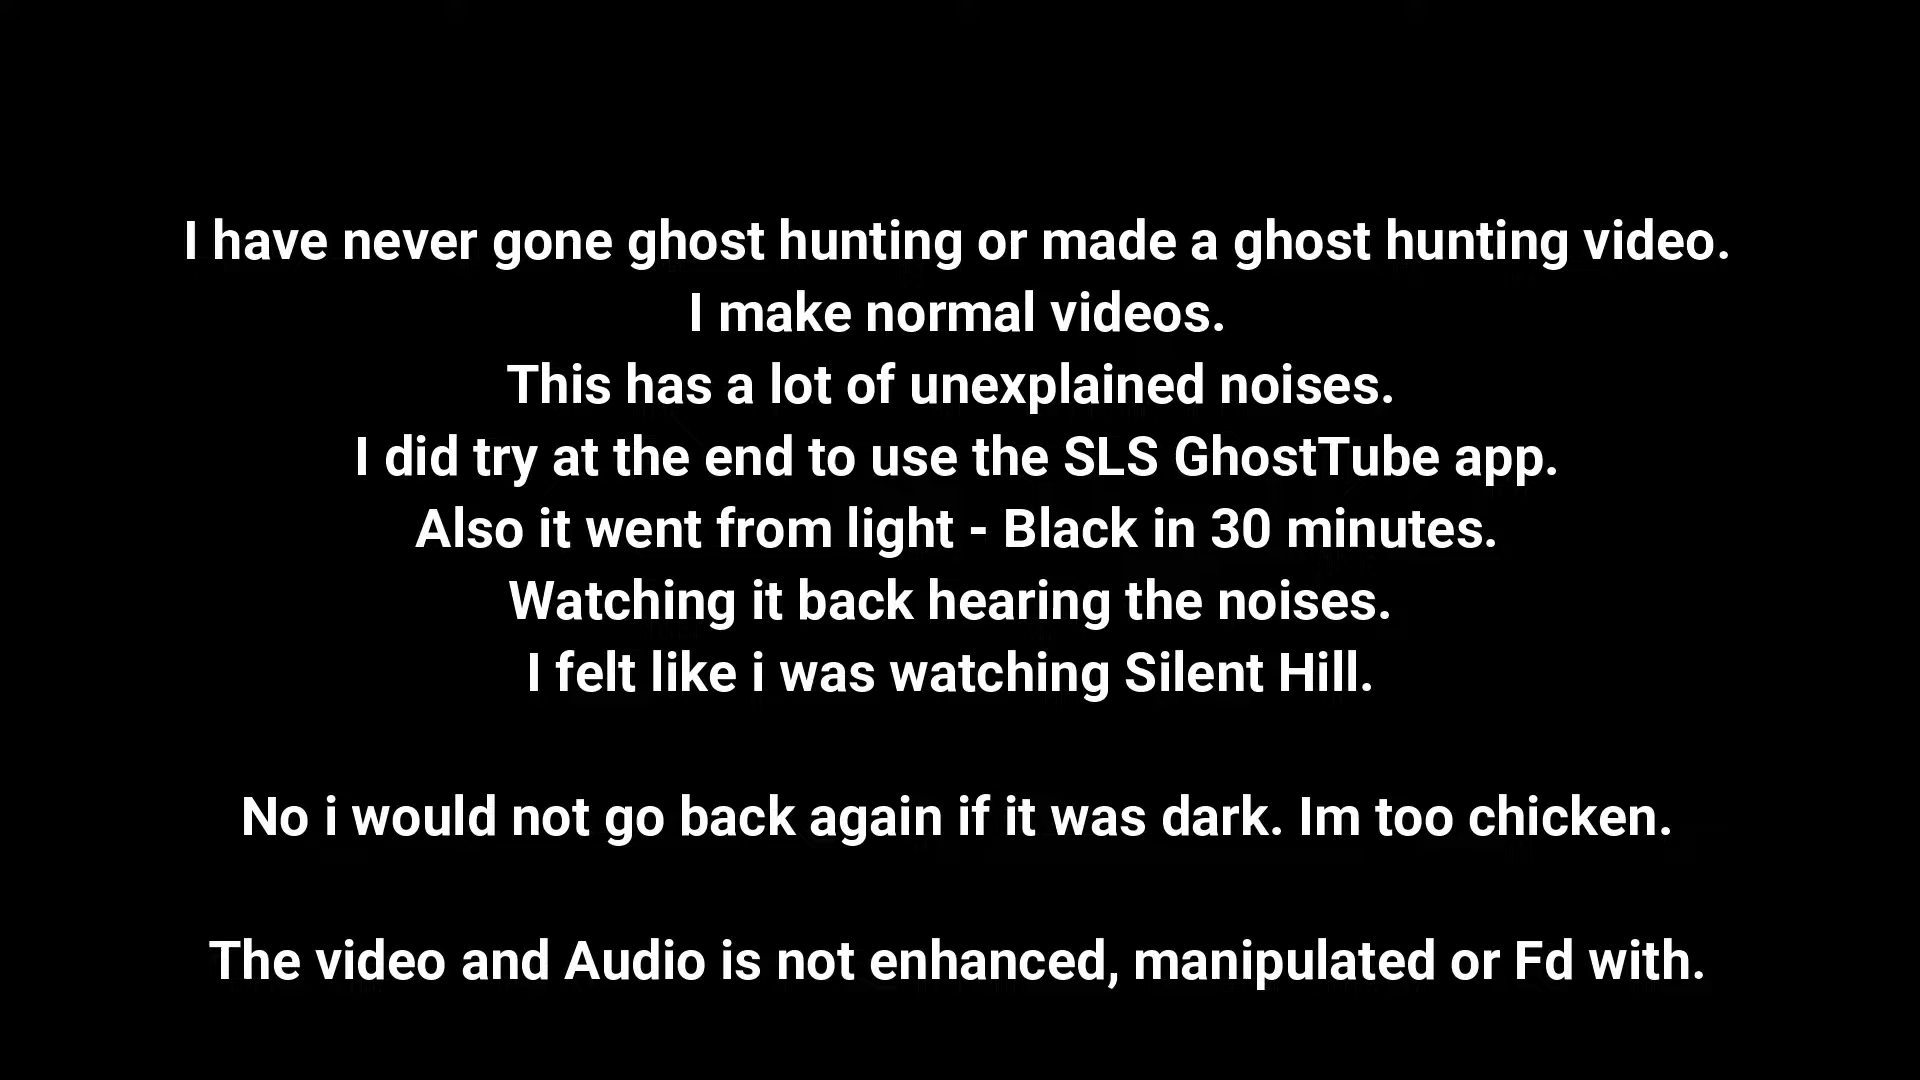 I have never gone ghost hunting or made a ghost hunting video.
I make normal videos.
This has a lot of unexplained noises.
I did try at the end to use the SLS GhostTube app.
Also it went from light - Black in 30 minutes.
Watching it back hearing the noises.
I felt like i was watching Silent Hill.
No i would not go back again if it was dark. Im too chicken.
The video and Audio is not enhanced, manipulated or Fd with.